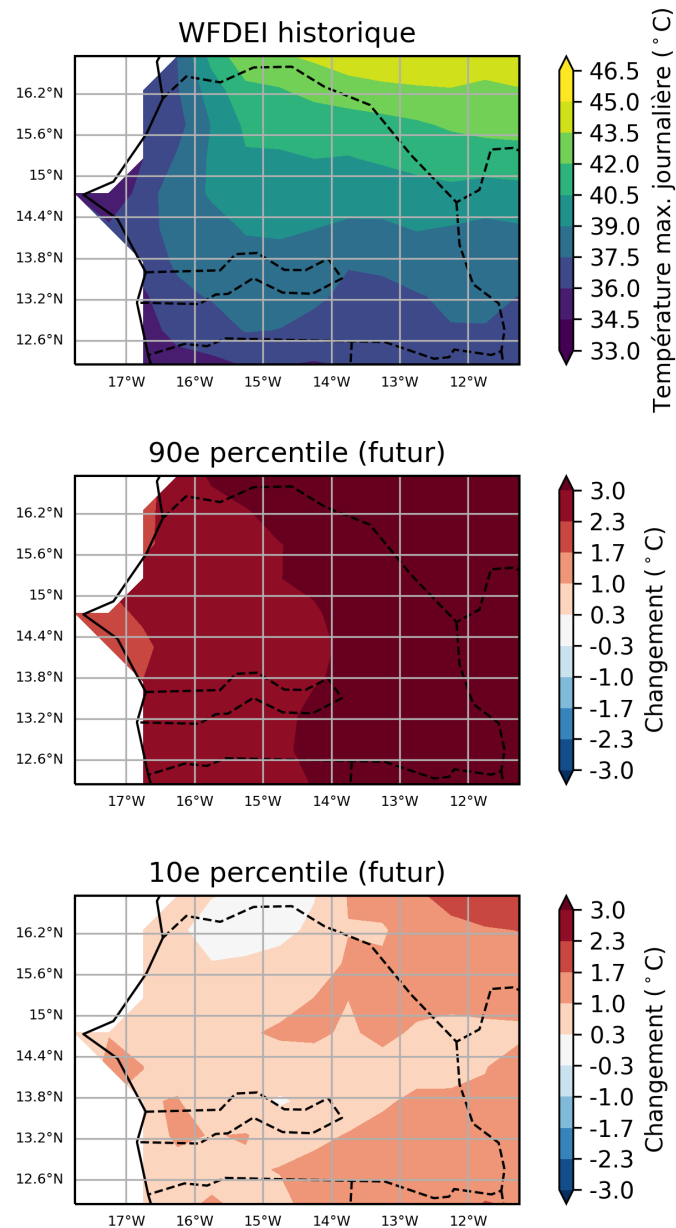 WFDEI historique
16.2°N
15.6°N
15°N
14.4°N
13.8°N
13.2°N
12.6°N
17°W 16°W 15°W 14°W 13°W 12°W
46.5
45.0
43.5
42.0
40.5
39.0
37.5
36.0
34.5
33.0
Température max. journalière (°C)
90e percentile (futur)
16.2°N
15.6°N
15°N
14.4°N
13.8°N
13.2°N
12.6°N
17°W 16°W 15°W 14°W 13°W 12°W
3.0
2.3
1.7
1.0
0.3
-0.3
-1.0
-1.7
-2.3
-3.0
Changement (°C)
10e percentile (futur)
16.2°N
15.6°N
15°N
14.4°N
13.8°N
13.2°N
12.6°N
17°W 16°W 15°W 14°W 13°W 12°W
3.0
2.3
1.7
1.0
0.3
-0.3
-1.0
-1.7
-2.3
-3.0
Changement (°C)